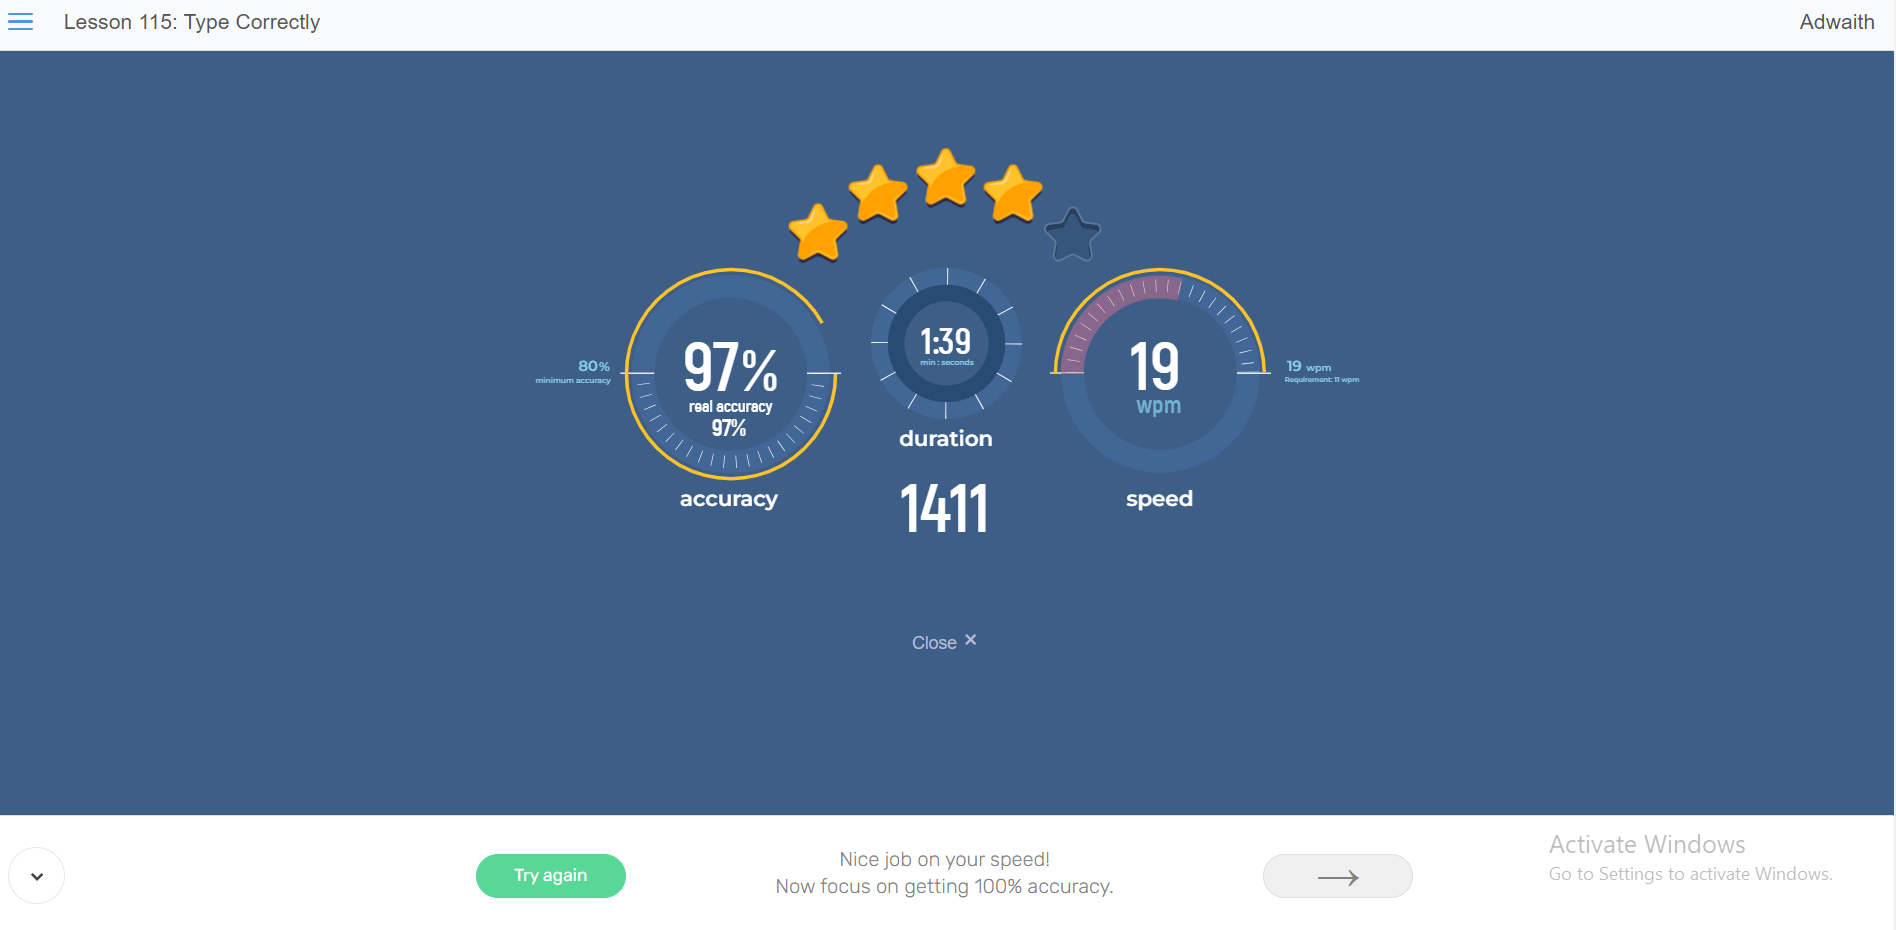 Lesson 115: Type Correctly
Adwaith
80%
minimum accuracy
97%
real accuracy
97%
accuracy
1:39
min : seconds
duration
1411
19
wpm
speed
19 wpm
Requirement: 11 wpm
Close ×
Try again
Nice job on your speed!
Now focus on getting 100% accuracy.
→
Activate Windows
Go to Settings to activate Windows.